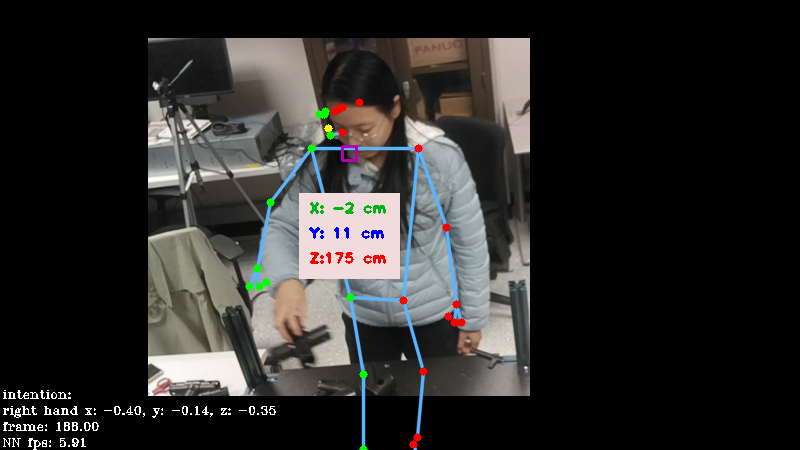 FANUC
X: -2 cm
Y: 11 cm
Z:175 cm
intention:
right hand x: -0.40, y: -0.14, z: -0.35
frame: 188.00
NN fps: 5.91